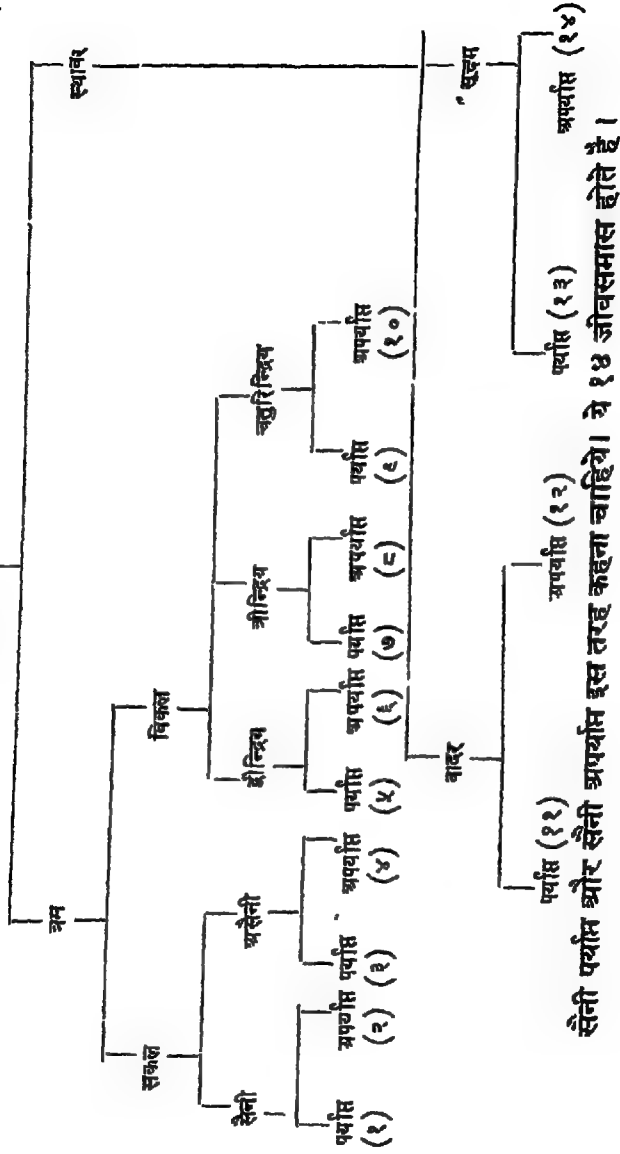 त्रस स्थावर
सकल विकल
सैनी असैनी द्वीन्द्रिय त्रीन्द्रिय चतुरिन्द्रिय
पर्याप्त अपर्याप्त पर्याप्त अपर्याप्त पर्याप्त अपर्याप्त पर्याप्त अपर्याप्त पर्याप्त अपर्याप्त
(१) (२) (३) (४) (५) (६) (७) (८) (९) (१०)
बादर सूक्ष्म
पर्याप्त (११) अपर्याप्त (१२) पर्याप्त (१३) अपर्याप्त (१४)
सैनी पर्याप्त और सैनी अपर्याप्त इस तरह कहना चाहिये। ये १४ जीवसमास होते हैं।